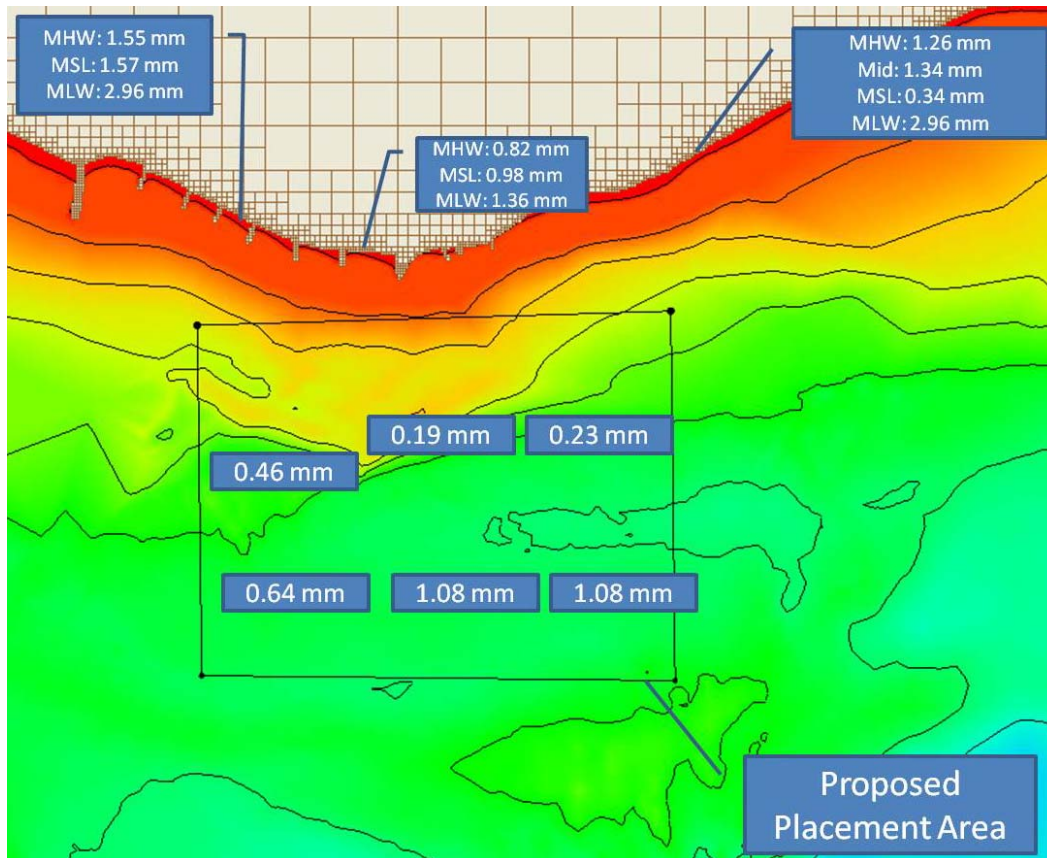 MHW: 1.55 mm
MSL: 1.57 mm
MLW: 2.96 mm
MHW: 0.82 mm
MSL: 0.98 mm
MLW: 1.36 mm
MHW: 1.26 mm
Mid: 1.34 mm
MSL: 0.34 mm
MLW: 2.96 mm
0.19 mm
0.23 mm
0.46 mm
0.64 mm
1.08 mm
1.08 mm
Proposed
Placement Area